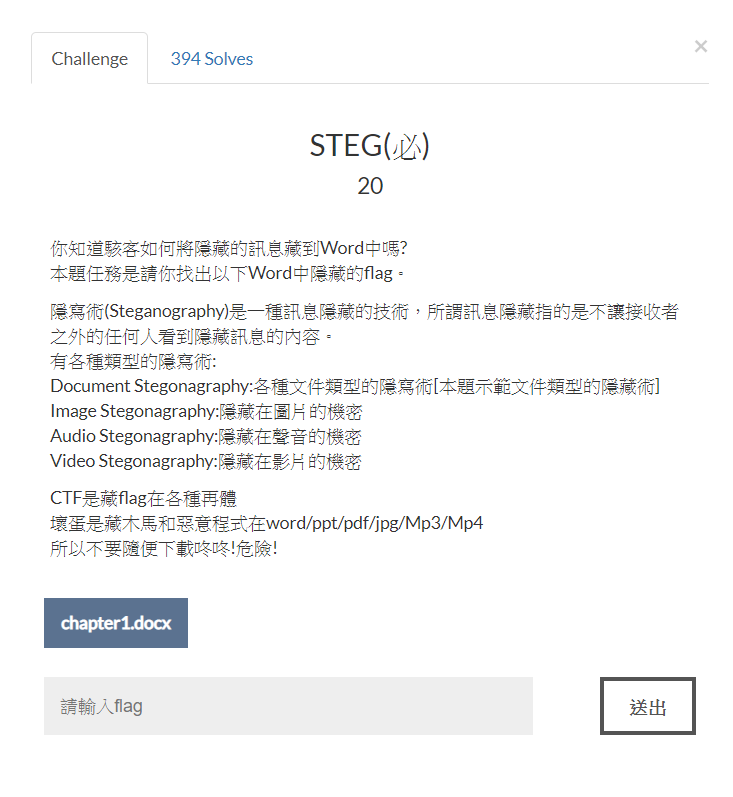 Challenge
394 Solves
×
STEG(必)
20
你知道駭客如何將隱藏的訊息藏到Word中嗎?
本題任務是請你找出以下Word中隱藏的flag。
隱寫術(Steganography)是一種訊息隱藏的技術，所謂訊息隱藏指的是不讓接收者
之外的任何人看到隱藏訊息的內容。
有各種類型的隱寫術:
Document Stegonagraphy:各種文件類型的隱寫術[本題示範文件類型的隱藏術]
Image Stegonagraphy:隱藏在圖片的機密
Audio Stegonagraphy:隱藏在聲音的機密
Video Stegonagraphy:隱藏在影片的機密
CTF是藏flag在各種再體
壞蛋是藏木馬和惡意程式在word/ppt/pdf/jpg/Mp3/Mp4
所以不要隨便下載咚咚!危險!
chapter1.docx
請輸入flag
送出